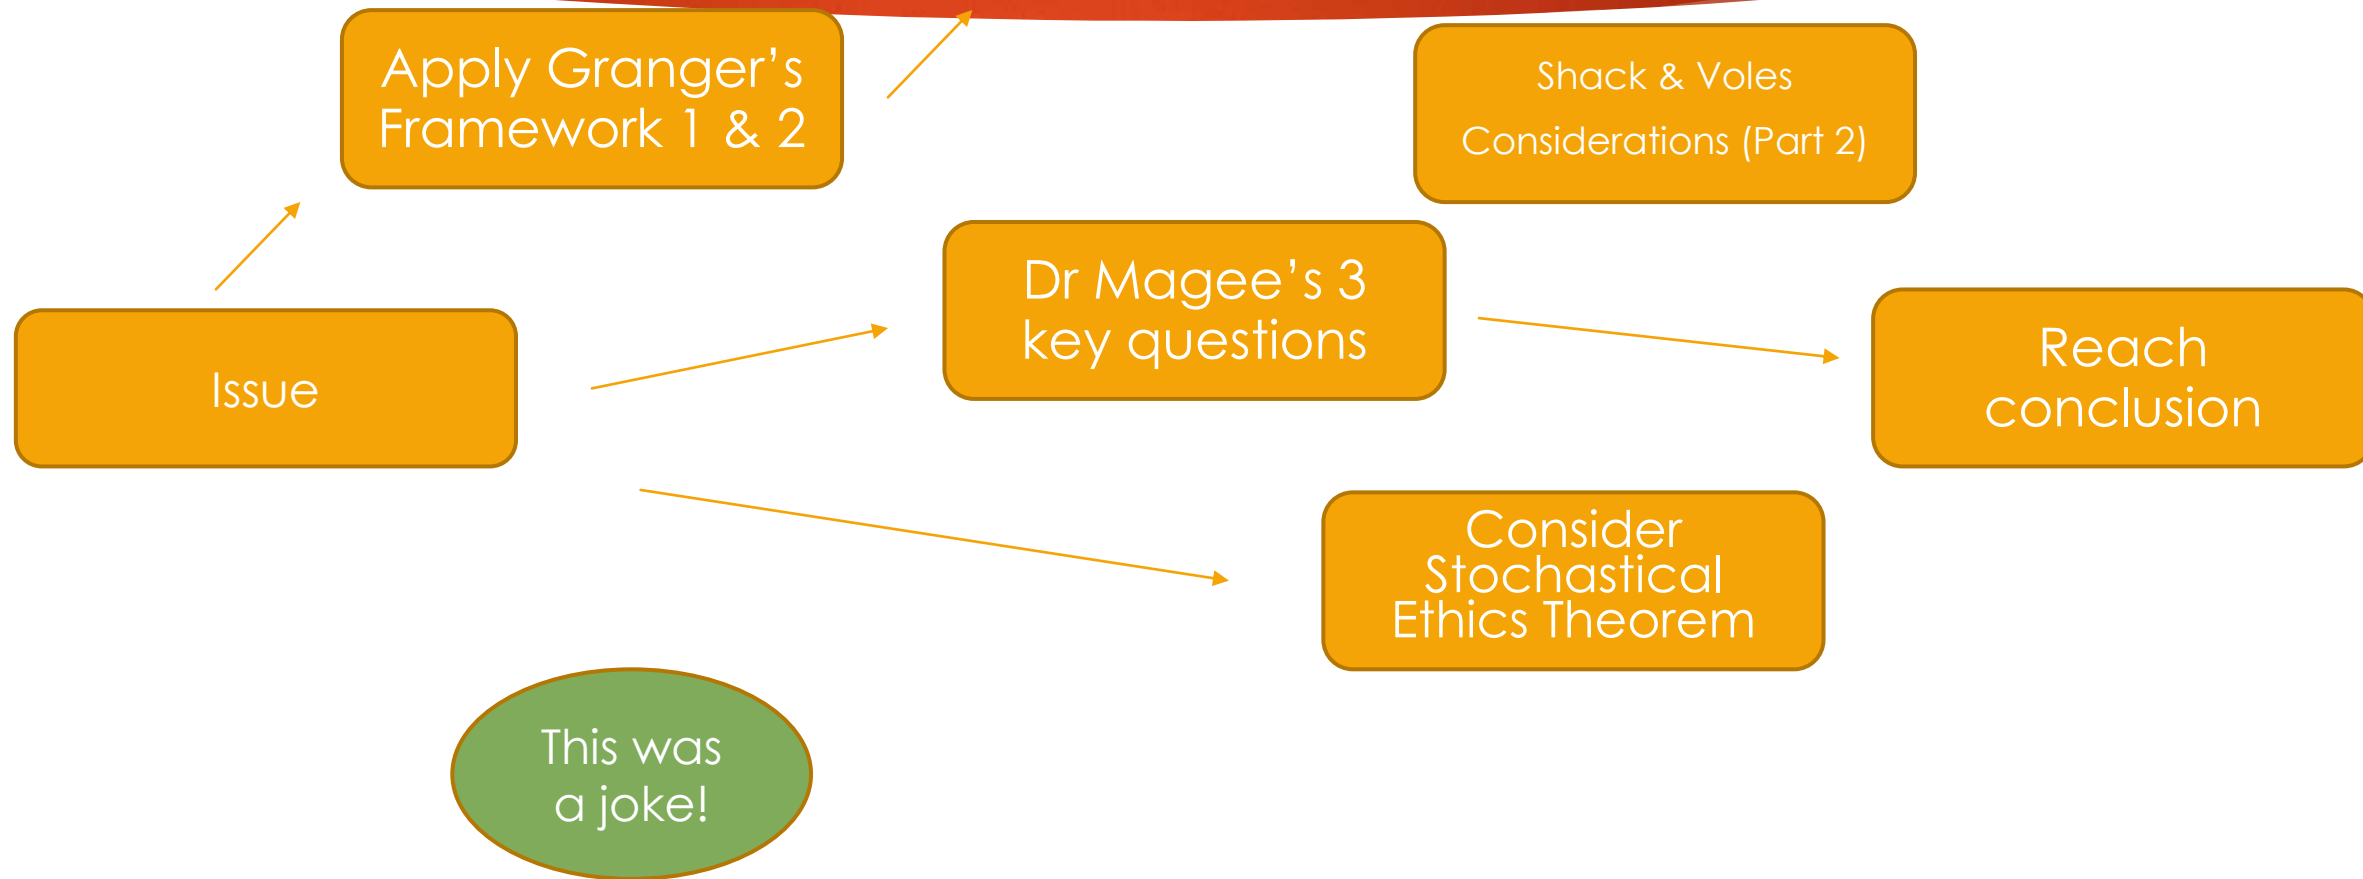 Apply Granger’s
Framework 1 & 2
Shack & Voles
Considerations (Part 2)
Dr Magee’s 3
key questions
Issue
Reach
conclusion
Consider
Stochastical
Ethics Theorem
This was
a joke!